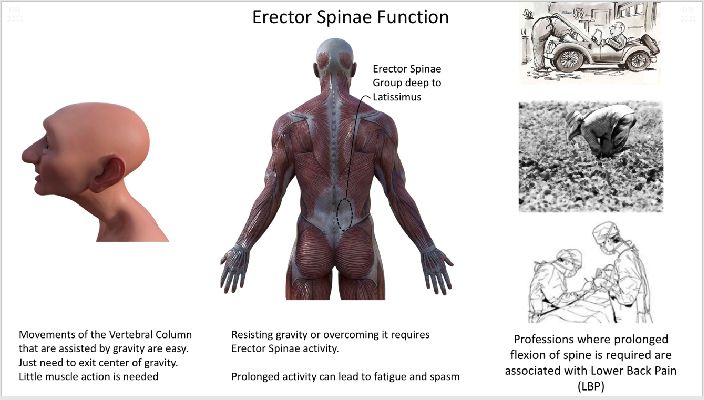 Erector Spinae Function
Erector Spinae
Group deep to
Latissimus
Movements of the Vertebral Column
that are assisted by gravity are easy.
Just need to exit center of gravity.
Little muscle action is needed
Resisting gravity or overcoming it requires
Erector Spinae activity.
Prolonged activity can lead to fatigue and spasm
Professions where prolonged
flexion of spine is required are
associated with Lower Back Pain
(LBP)